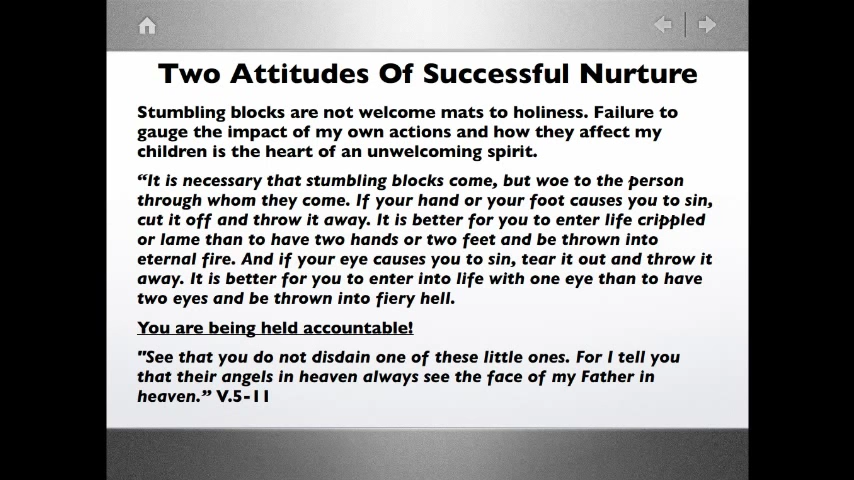 Two Attitudes Of Successful Nurture
Stumbling blocks are not welcome mats to holiness. Failure to
gauge the impact of my own actions and how they affect my
children is the heart of an unwelcoming spirit.
“It is necessary that stumbling blocks come, but woe to the person
through whom they come. If your hand or your foot causes you to sin,
cut it off and throw it away. It is better for you to enter life crippled
or lame than to have two hands or two feet and be thrown into
eternal fire. And if your eye causes you to sin, tear it out and throw it
away. It is better for you to enter into life with one eye than to have
two eyes and be thrown into fiery hell.
You are being held accountable!
"See that you do not disdain one of these little ones. For I tell you
that their angels in heaven always see the face of my Father in
heaven.” V.5-11